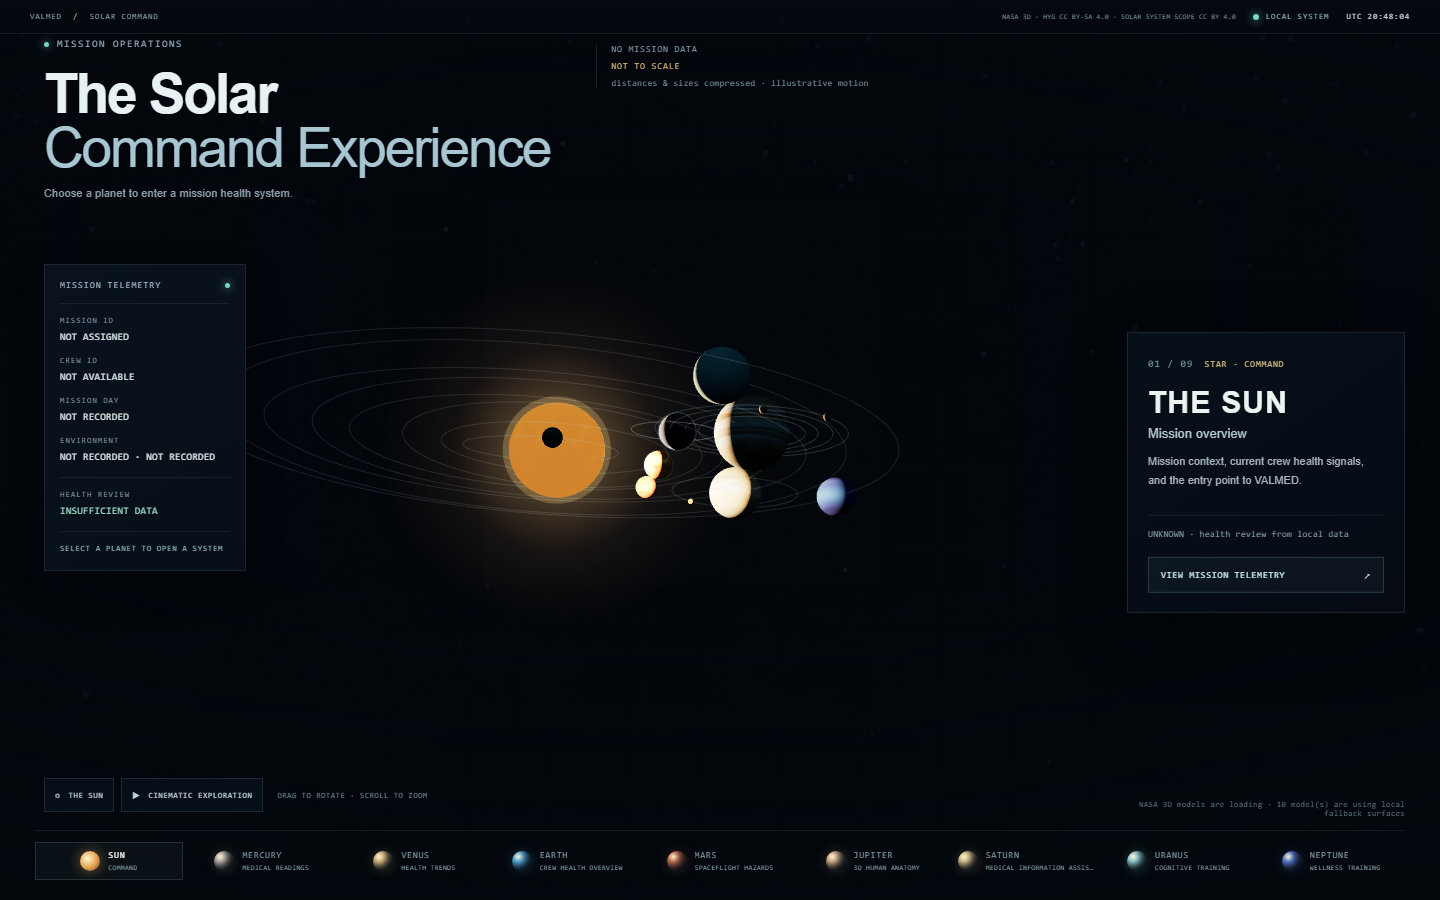 VALMED / SOLAR COMMAND
NASA 3D · HYG CC BY-SA 4.0 · SOLAR SYSTEM SCOPE CC BY 4.0
LOCAL SYSTEM
UTC 20:48:04
MISSION OPERATIONS
The Solar
Command Experience
Choose a planet to enter a mission health system.
NO MISSION DATA
NOT TO SCALE
distances & sizes compressed · illustrative motion
MISSION TELEMETRY
MISSION ID
NOT ASSIGNED
CREW ID
NOT AVAILABLE
MISSION DAY
NOT RECORDED
ENVIRONMENT
NOT RECORDED · NOT RECORDED
HEALTH REVIEW
INSUFFICIENT DATA
SELECT A PLANET TO OPEN A SYSTEM
01 / 09 STAR · COMMAND
THE SUN
Mission overview
Mission context, current crew health signals,
and the entry point to VALMED.
UNKNOWN · health review from local data
VIEW MISSION TELEMETRY ↗
THE SUN
▶ CINEMATIC EXPLORATION
DRAG TO ROTATE · SCROLL TO ZOOM
NASA 3D models are loading · 10 model(s) are using local
fallback surfaces
SUN
COMMAND
MERCURY
MEDICAL READINGS
VENUS
HEALTH TRENDS
EARTH
CREW HEALTH OVERVIEW
MARS
SPACEFLIGHT HAZARDS
JUPITER
3D HUMAN ANATOMY
SATURN
MEDICAL INFORMATION ASSIS…
URANUS
COGNITIVE TRAINING
NEPTUNE
WELLNESS TRAINING